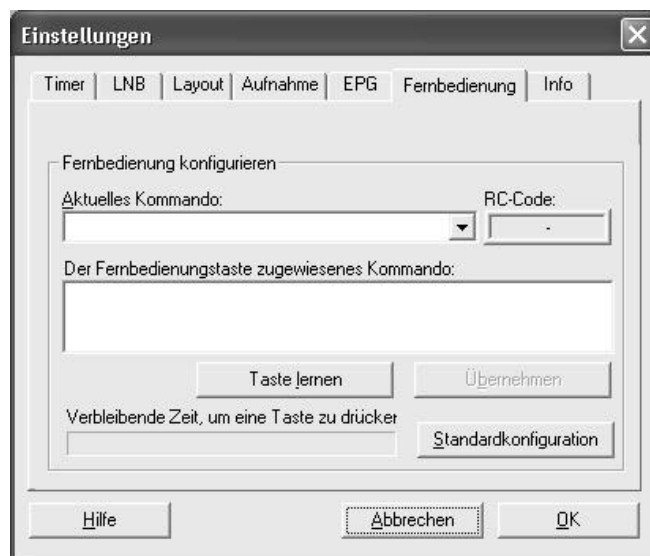 Einstellungen
Timer LNB Layout Aufnahme EPG Fernbedienung Info
Fernbedienung konfigurieren
Aktuelles Kommando: RC-Code:
-
Der Fernbedienungstaste zugewiesenes Kommando:
Taste lernen Übernehmen
Verbleibende Zeit, um eine Taste zu drücker
Standardkonfiguration
Hilfe Abbrechen OK